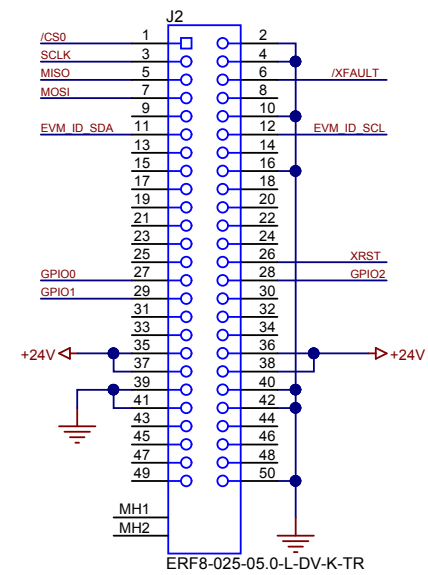 J2
/CS0 1 2
SCLK 3 4
MISO 5 6 /XFAULT
MOSI 7 8
9 10
EVM_ID_SDA 11 12 EVM_ID_SCL
13 14
15 16
17 18
19 20
21 22
23 24
25 26 XRST
GPIO0 27 28 GPIO2
GPIO1 29 30
31 32
33 34
+24V 35 36 +24V
37 38
39 40
41 42
43 44
45 46
47 48
49 50
MH1
MH2
ERF8-025-05.0-L-DV-K-TR